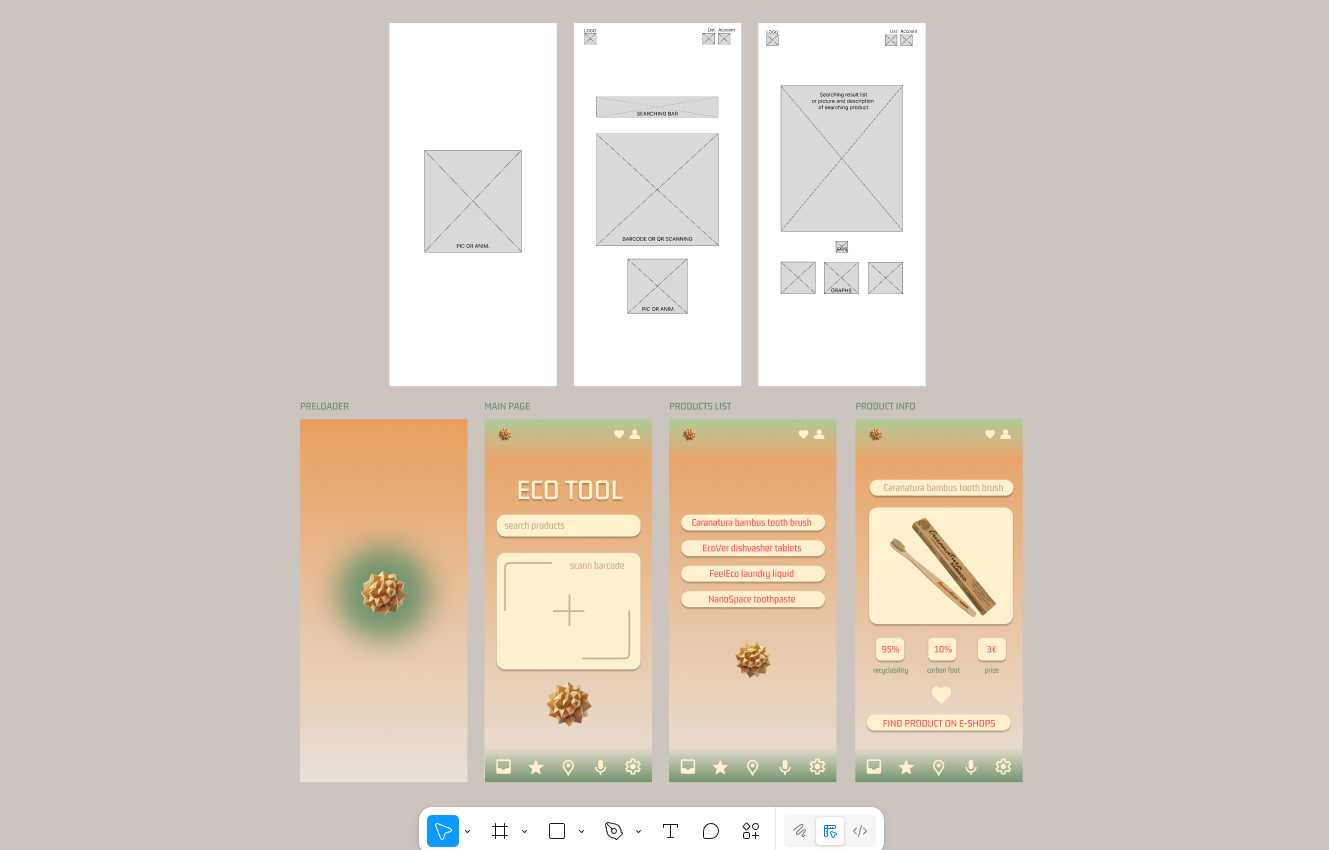 LOGO
List Account
LOGO
List Account
Searching result list
or picture and description
of searching product
SEARCHING BAR
PIC OR ANIM.
BARCODE OR QR SCANNING
GRAPHS
PIC OR ANIM.
PRELOADER
MAIN PAGE
PRODUCTS LIST
PRODUCT INFO
ECO TOOL
search products
scann barcode
Caranatura bambus tooth brush
EcoVer dishvasher tablets
FeelEco laundry liquid
NanoSpace toothpaste
Caranatura bambus tooth brush
95%
10%
3€
recyclability
carbon foot
price
FIND PRODUCT ON E-SHOPS